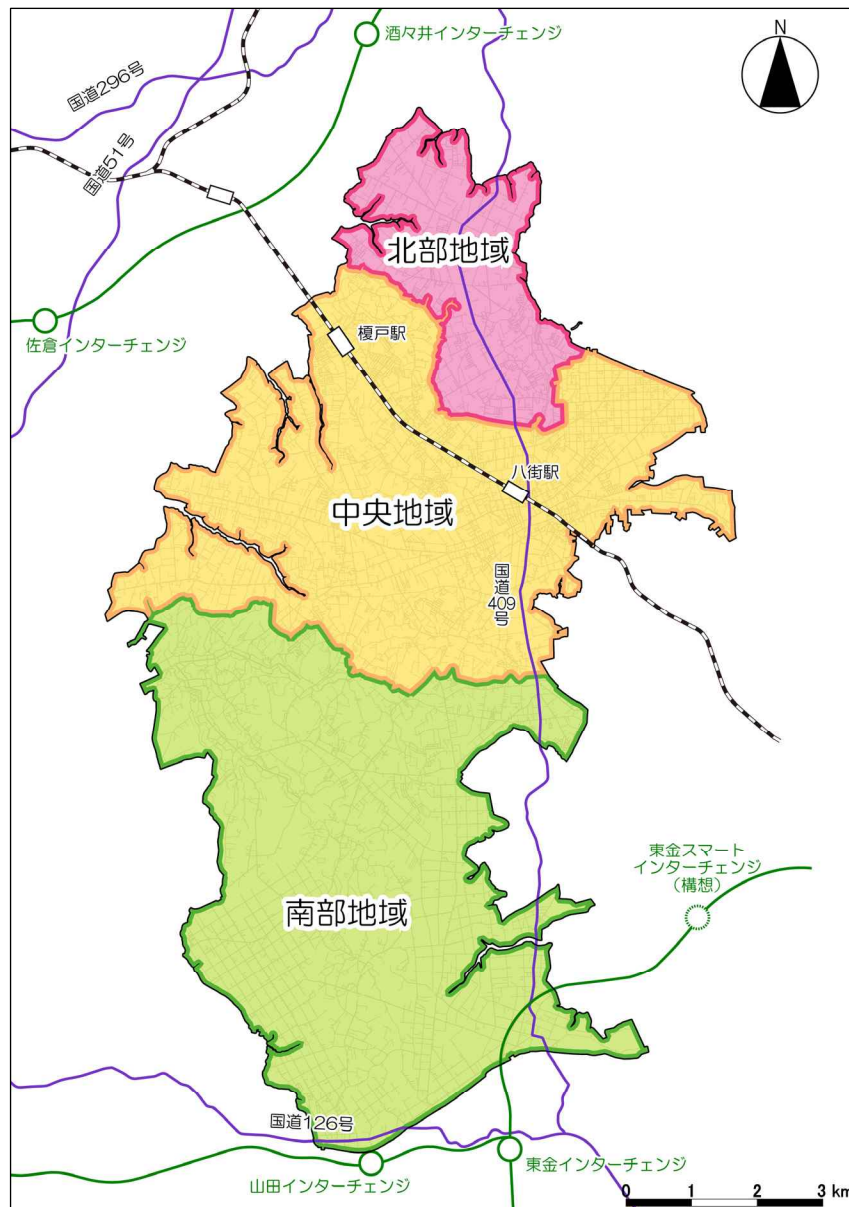 酒々井インターチェンジ
N
国道296号
国道51号
北部地域
榎戸駅
佐倉インターチェンジ
八街駅
中央地域
国道
409
号
東金スマート
インターチェンジ
（構想）
南部地域
国道126号
東金インターチェンジ
山田インターチェンジ
0 1 2 3 km